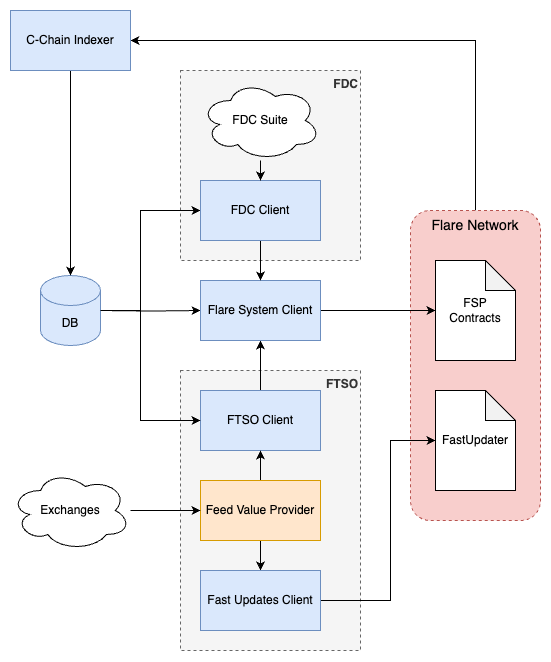 C-Chain Indexer
FDC
FDC Suite
FDC Client
Flare Network
FSP
Contracts
Flare System Client
DB
FTSO
FTSO Client
FastUpdater
Exchanges
Feed Value Provider
Fast Updates Client